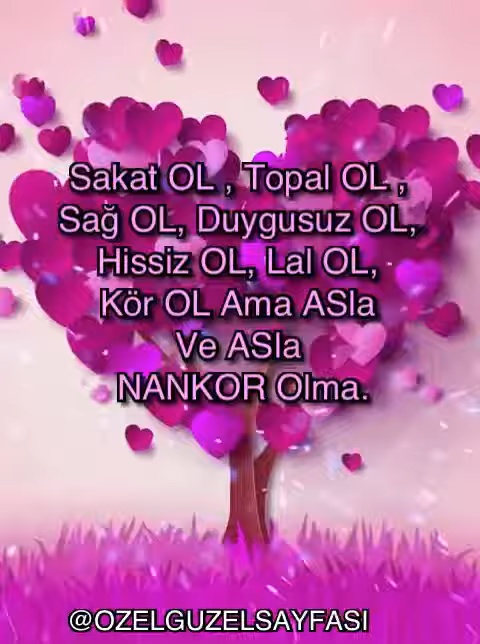 Sakat OL , Topal OL ,
Sağ OL, Duygusuz OL,
Hissiz OL, Lal OL,
Kör OL Ama ASla
Ve ASla
NANKOR Olma.
@OZELGUZELSAYFASI